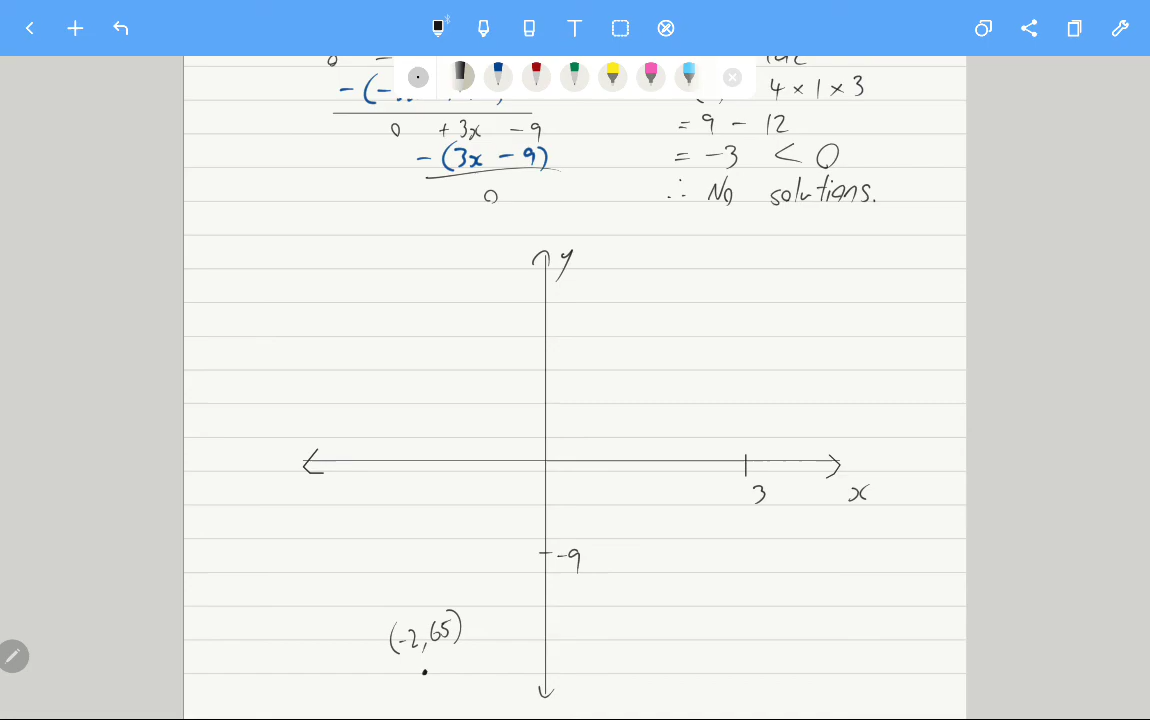 4 × 1 × 3
0 + 3x - 9
= 9 - 12
- (3x - 9)
= -3 < 0
0
∴ No solutions.
y
3
x
-9
(-2, 65)